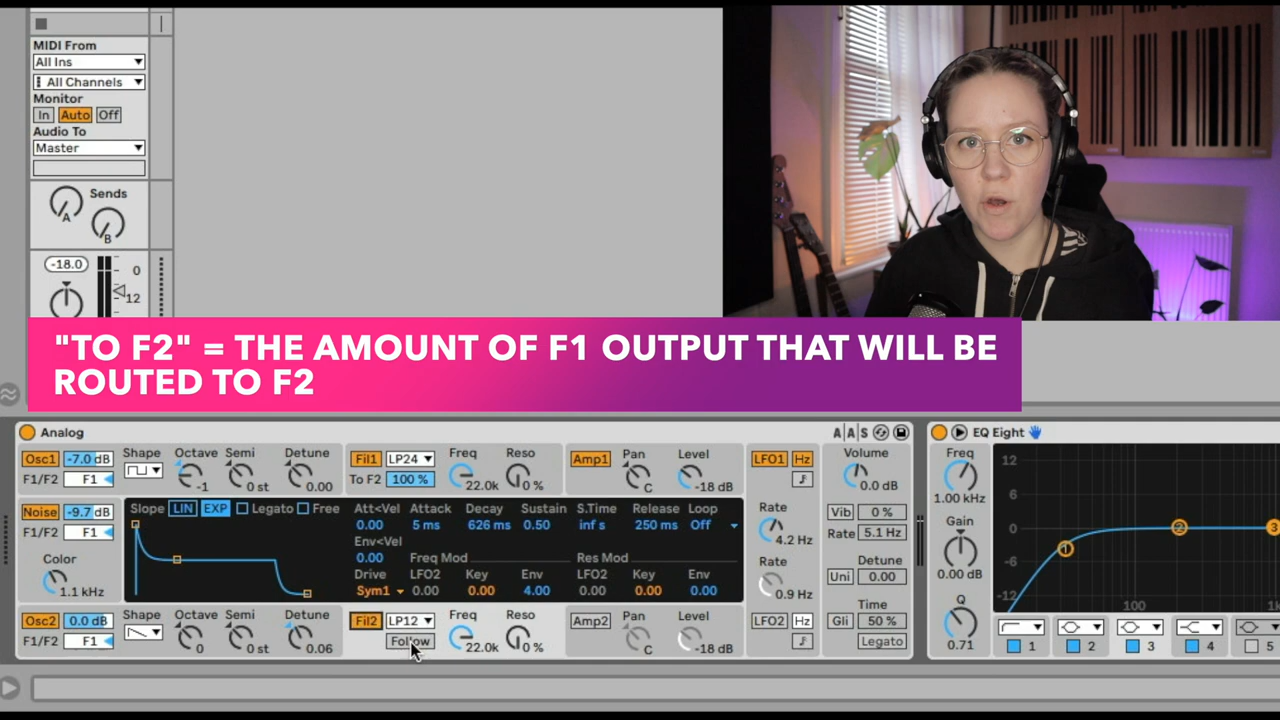 MIDI From
All Ins
All Channels
Monitor
In Auto Off
Audio To
Master
Sends
A
B
-18.0
0
12
"TO F2" = THE AMOUNT OF F1 OUTPUT THAT WILL BE
ROUTED TO F2
Analog A|A|S EQ Eight
Osc1 -7.0 dB Shape Octave Semi Detune Fil1 LP24 Freq Reso Amp1 Pan Level LFO1 Hz Volume Freq 12
F1/F2 F1 -1 0 st 0.00 To F2 100 % 22.0k 0 % C -18 dB 0.0 dB 1.00 kHz 6
Noise -9.7 dB Slope LIN EXP Legato Free Att<Vel Attack Decay Sustain S.Time Release Loop Rate Vib 0 % Gain 0
F1/F2 F1 0.00 5 ms 626 ms 0.50 inf s 250 ms Off 4.2 Hz Rate 5.1 Hz 1 2 3
Color Env<Vel
0.00 Freq Mod Res Mod Rate Detune 0.00 dB -6
1.1 kHz Drive LFO2 Key Env LFO2 Key Env 0.9 Hz Uni 0.00 Q -12
Sym1 0.00 0.00 4.00 0.00 0.00 0.00 Time 100
Osc2 0.0 dB Shape Octave Semi Detune Fil2 LP12 Freq Reso Amp2 Pan Level LFO2 Hz Gli 50 %
F1/F2 F1 0 0 st 0.06 Follow 22.0k 0 % C -18 dB Legato 0.71 1 2 3 4 5